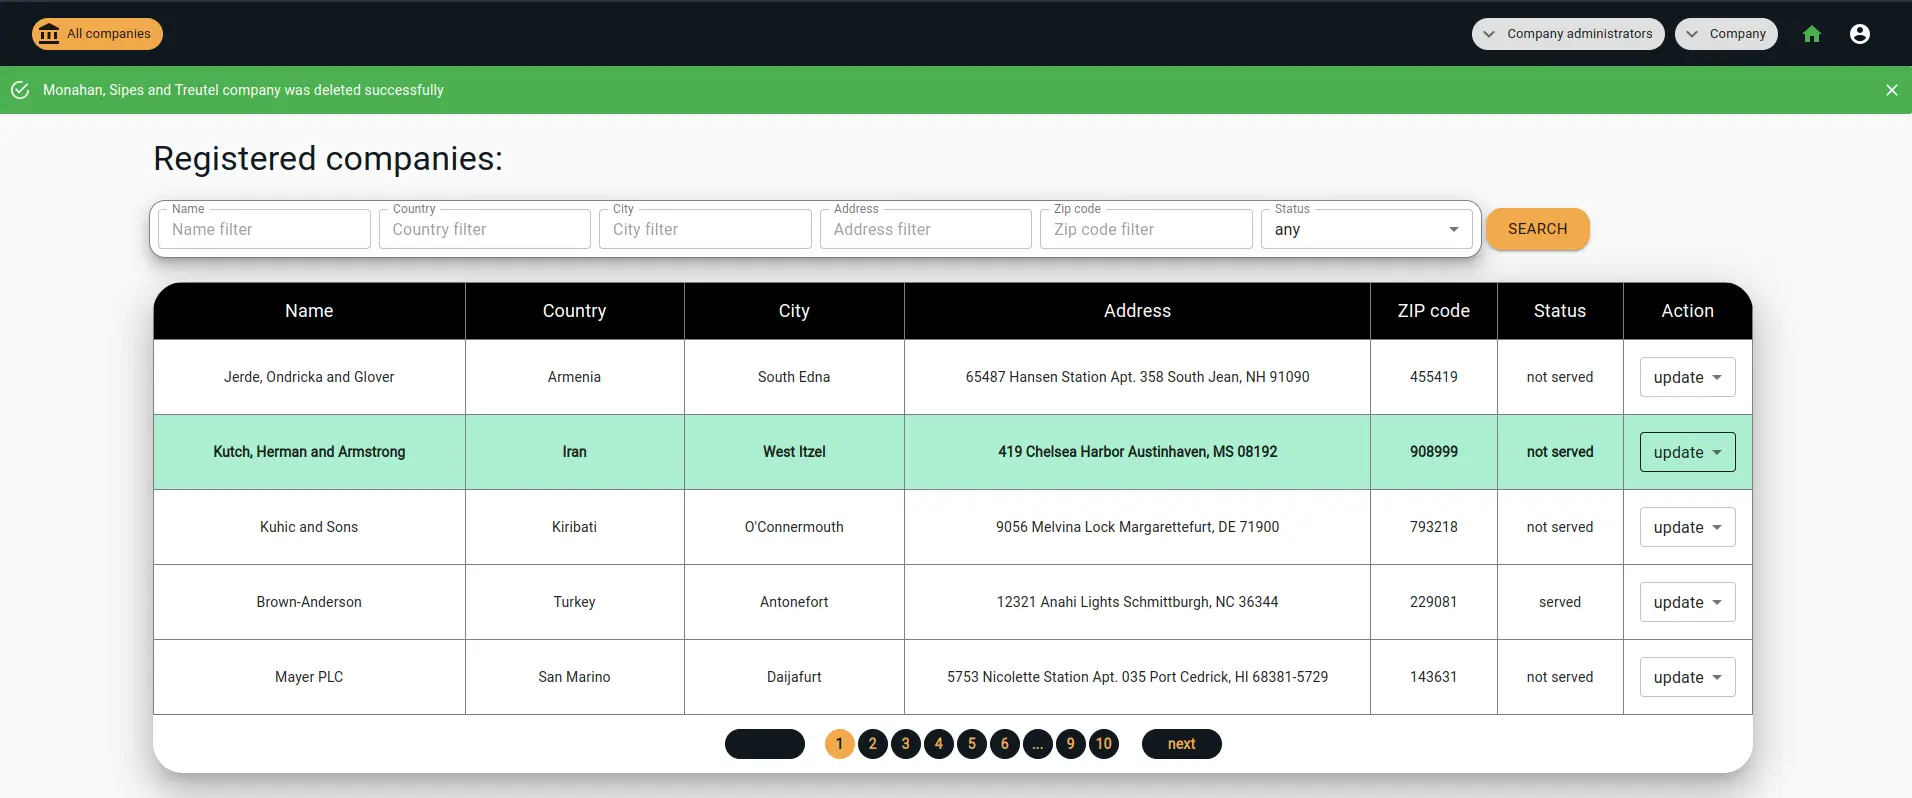 All companies
Company administrators
Company
Monahan, Sipes and Treutel company was deleted successfully
Registered companies:
Name
Country
City
Address
Zip code
Status
Name filter
Country filter
City filter
Address filter
Zip code filter
any
SEARCH
Name Country City Address ZIP code Status Action
Jerde, Ondricka and Glover Armenia South Edna 65487 Hansen Station Apt. 358 South Jean, NH 91090 455419 not served update
Kutch, Herman and Armstrong Iran West Itzel 419 Chelsea Harbor Austinhaven, MS 08192 908999 not served update
Kuhic and Sons Kiribati O'Connermouth 9056 Melvina Lock Margarettefurt, DE 71900 793218 not served update
Brown-Anderson Turkey Antonefort 12321 Anahi Lights Schmittburgh, NC 36344 229081 served update
Mayer PLC San Marino Daijafurt 5753 Nicolette Station Apt. 035 Port Cedrick, HI 68381-5729 143631 not served update
1 2 3 4 5 6 ... 9 10 next